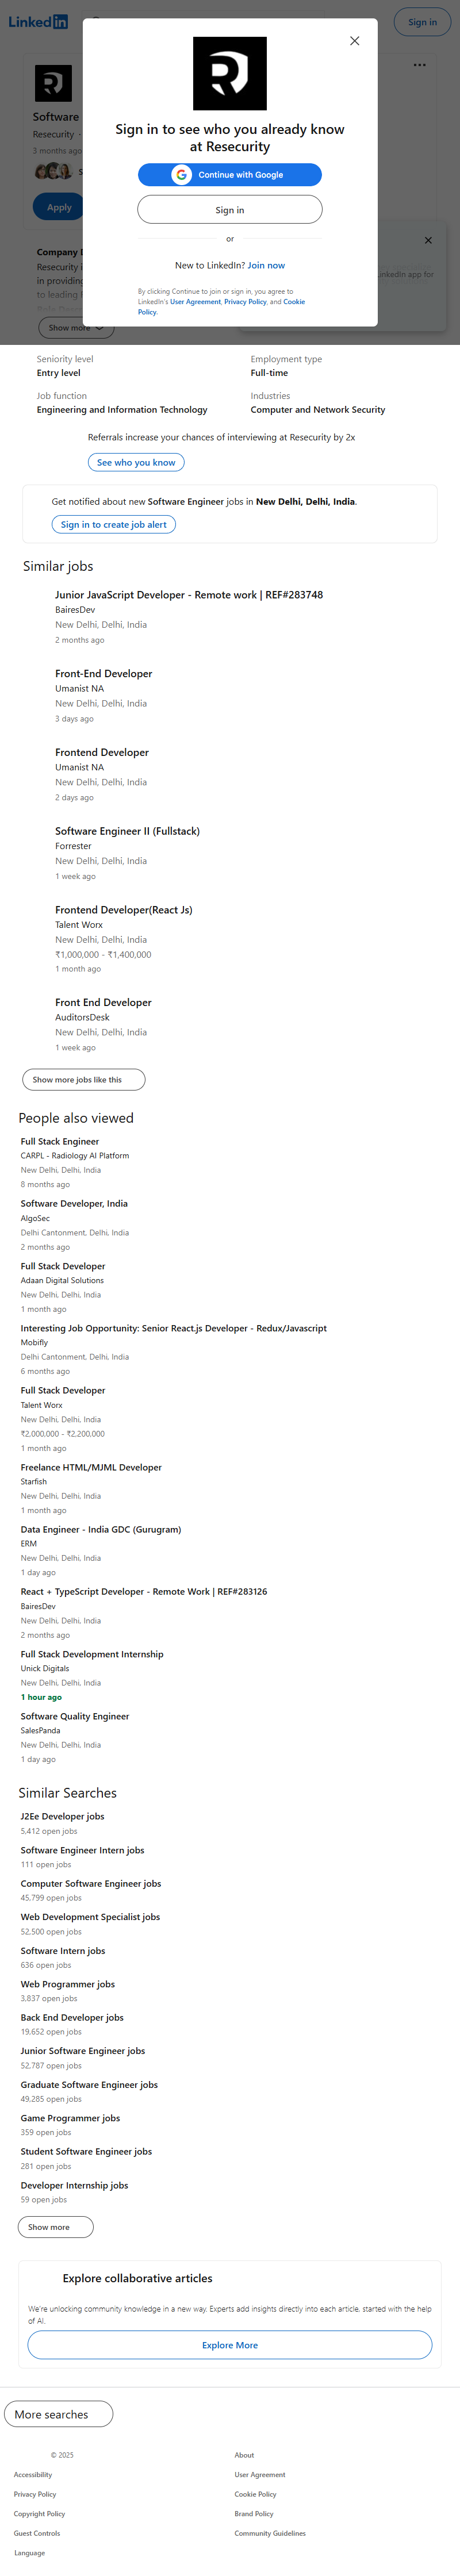 LinkedIn
Sign in
Sign in to see who you already know
at Resecurity
Continue with Google
Sign in
or
New to LinkedIn? Join now
By clicking Continue to join or sign in, you agree to
LinkedIn's User Agreement, Privacy Policy, and Cookie
Policy.
Software
Resecurity ·
3 months ago
Apply
Company
Resecurity i
in providing
to leading
LinkedIn app for
Show more
Seniority level
Entry level
Employment type
Full-time
Job function
Engineering and Information Technology
Industries
Computer and Network Security
Referrals increase your chances of interviewing at Resecurity by 2x
See who you know
Get notified about new Software Engineer jobs in New Delhi, Delhi, India.
Sign in to create job alert
Similar jobs
Junior JavaScript Developer - Remote work | REF#283748
BairesDev
New Delhi, Delhi, India
2 months ago
Front-End Developer
Umanist NA
New Delhi, Delhi, India
3 days ago
Frontend Developer
Umanist NA
New Delhi, Delhi, India
2 days ago
Software Engineer II (Fullstack)
Forrester
New Delhi, Delhi, India
1 week ago
Frontend Developer(React Js)
Talent Worx
New Delhi, Delhi, India
₹1,000,000 - ₹1,400,000
1 month ago
Front End Developer
AuditorsDesk
New Delhi, Delhi, India
1 week ago
Show more jobs like this
People also viewed
Full Stack Engineer
CARPL - Radiology AI Platform
New Delhi, Delhi, India
8 months ago
Software Developer, India
AlgoSec
Delhi Cantonment, Delhi, India
2 months ago
Full Stack Developer
Adaan Digital Solutions
New Delhi, Delhi, India
1 month ago
Interesting Job Opportunity: Senior React.js Developer - Redux/Javascript
Mobifly
Delhi Cantonment, Delhi, India
6 months ago
Full Stack Developer
Talent Worx
New Delhi, Delhi, India
₹2,000,000 - ₹2,200,000
1 month ago
Freelance HTML/MJML Developer
Starfish
New Delhi, Delhi, India
1 month ago
Data Engineer - India GDC (Gurugram)
ERM
New Delhi, Delhi, India
1 day ago
React + TypeScript Developer - Remote Work | REF#283126
BairesDev
New Delhi, Delhi, India
2 months ago
Full Stack Development Internship
Unick Digitals
New Delhi, Delhi, India
1 hour ago
Software Quality Engineer
SalesPanda
New Delhi, Delhi, India
1 day ago
Similar Searches
J2Ee Developer jobs
5,412 open jobs
Software Engineer Intern jobs
111 open jobs
Computer Software Engineer jobs
45,799 open jobs
Web Development Specialist jobs
52,500 open jobs
Software Intern jobs
636 open jobs
Web Programmer jobs
3,837 open jobs
Back End Developer jobs
19,652 open jobs
Junior Software Engineer jobs
52,787 open jobs
Graduate Software Engineer jobs
49,285 open jobs
Game Programmer jobs
359 open jobs
Student Software Engineer jobs
281 open jobs
Developer Internship jobs
59 open jobs
Show more
Explore collaborative articles
We're unlocking community knowledge in a new way. Experts add insights directly into each article, started with the help
of AI.
Explore More
More searches
© 2025
About
Accessibility
User Agreement
Privacy Policy
Cookie Policy
Copyright Policy
Brand Policy
Guest Controls
Community Guidelines
Language